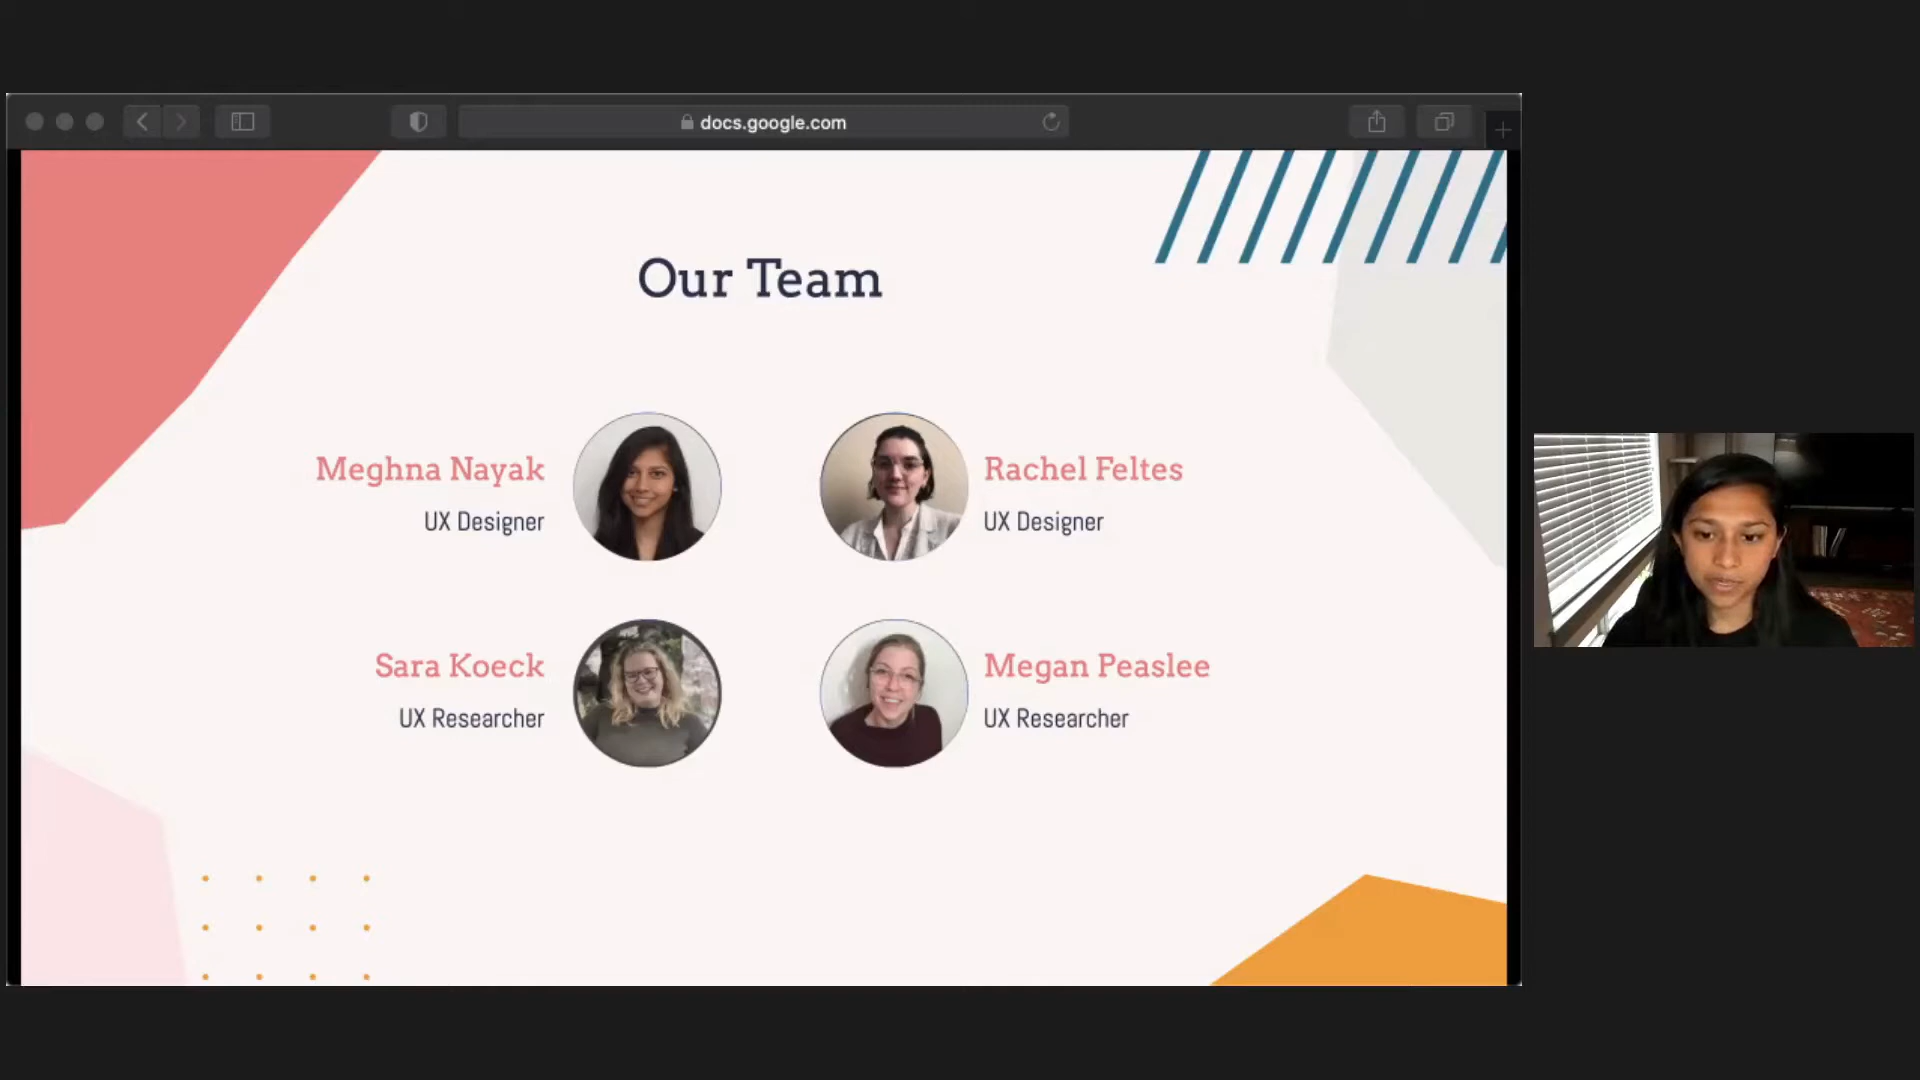 docs.google.com
Our Team
Meghna Nayak
UX Designer
Rachel Feltes
UX Designer
Sara Koeck
UX Researcher
Megan Peaslee
UX Researcher